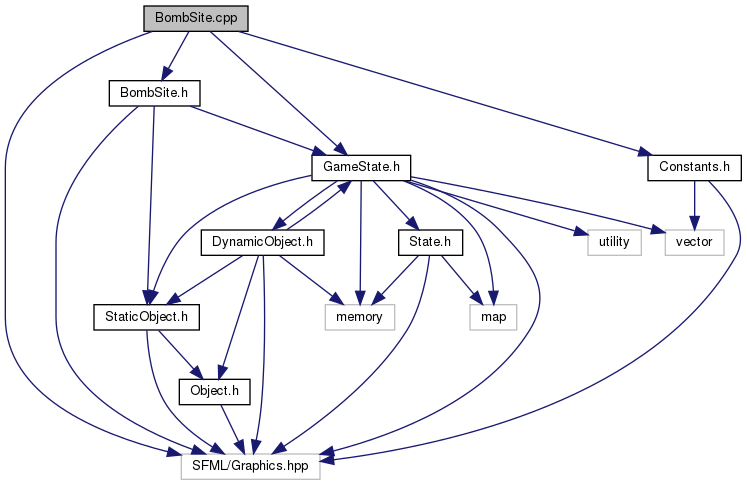 BombSite.cpp
BombSite.h
GameState.h
Constants.h
DynamicObject.h
State.h
utility
vector
StaticObject.h
memory
map
Object.h
SFML/Graphics.hpp